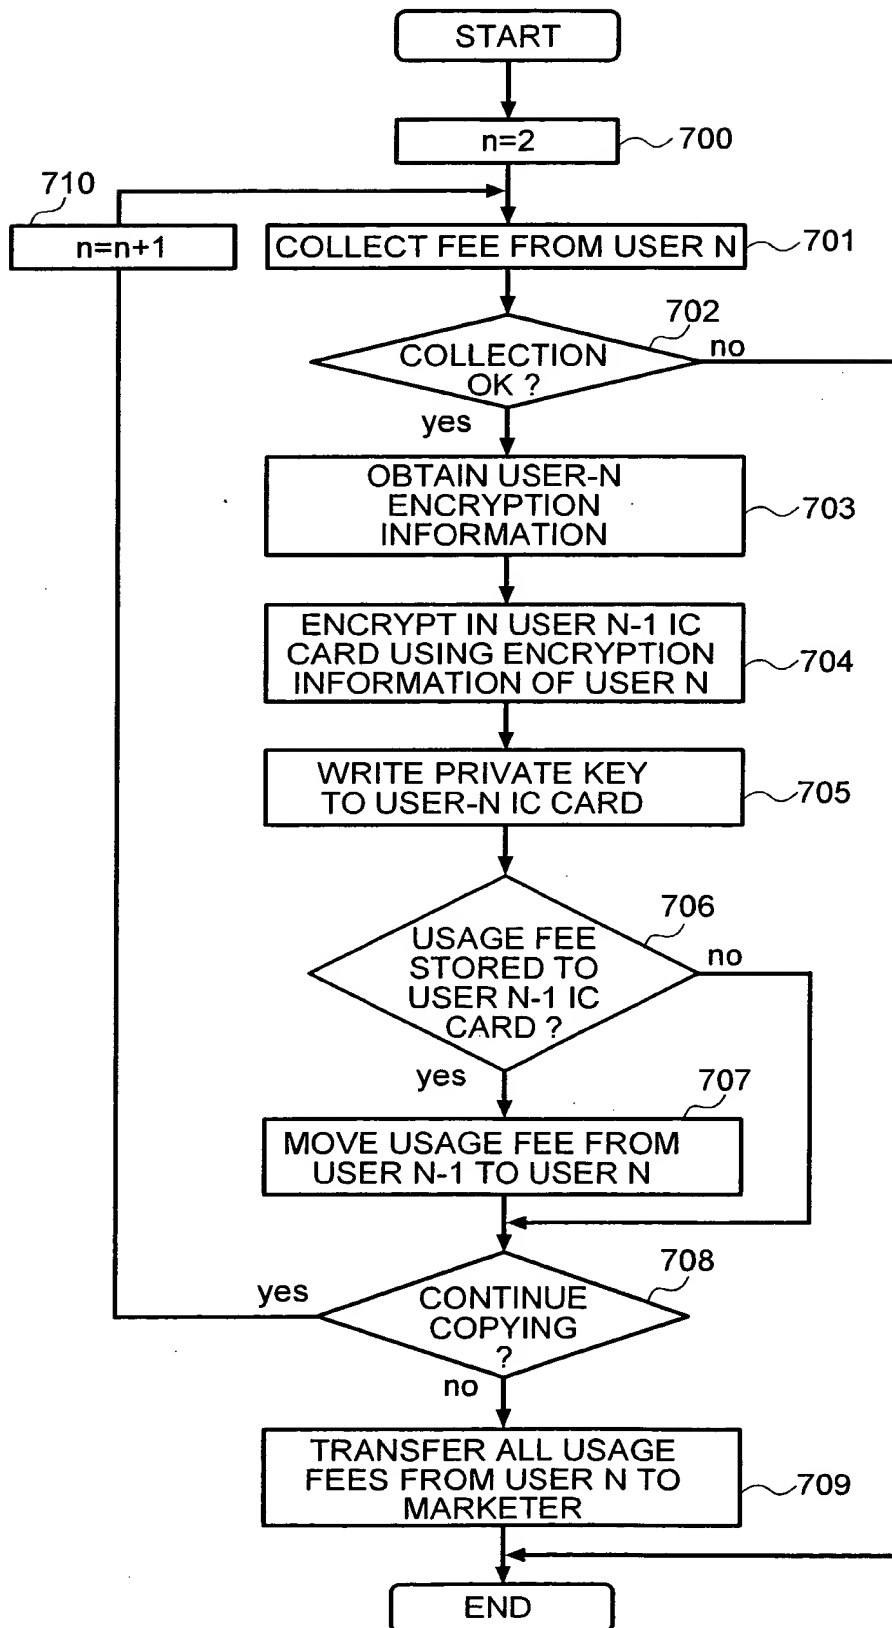 START
n=2
700
710
n=n+1
COLLECT FEE FROM USER N
701
702
COLLECTION
OK ?
no
yes
OBTAIN USER-N
ENCRYPTION
INFORMATION
703
ENCRYPT IN USER N-1 IC
CARD USING ENCRYPTION
INFORMATION OF USER N
704
WRITE PRIVATE KEY
TO USER-N IC CARD
705
706
USAGE FEE
STORED TO
USER N-1 IC
CARD ?
no
yes
707
MOVE USAGE FEE FROM
USER N-1 TO USER N
708
yes
CONTINUE
COPYING
?
no
TRANSFER ALL USAGE
FEES FROM USER N TO
MARKETER
709
END